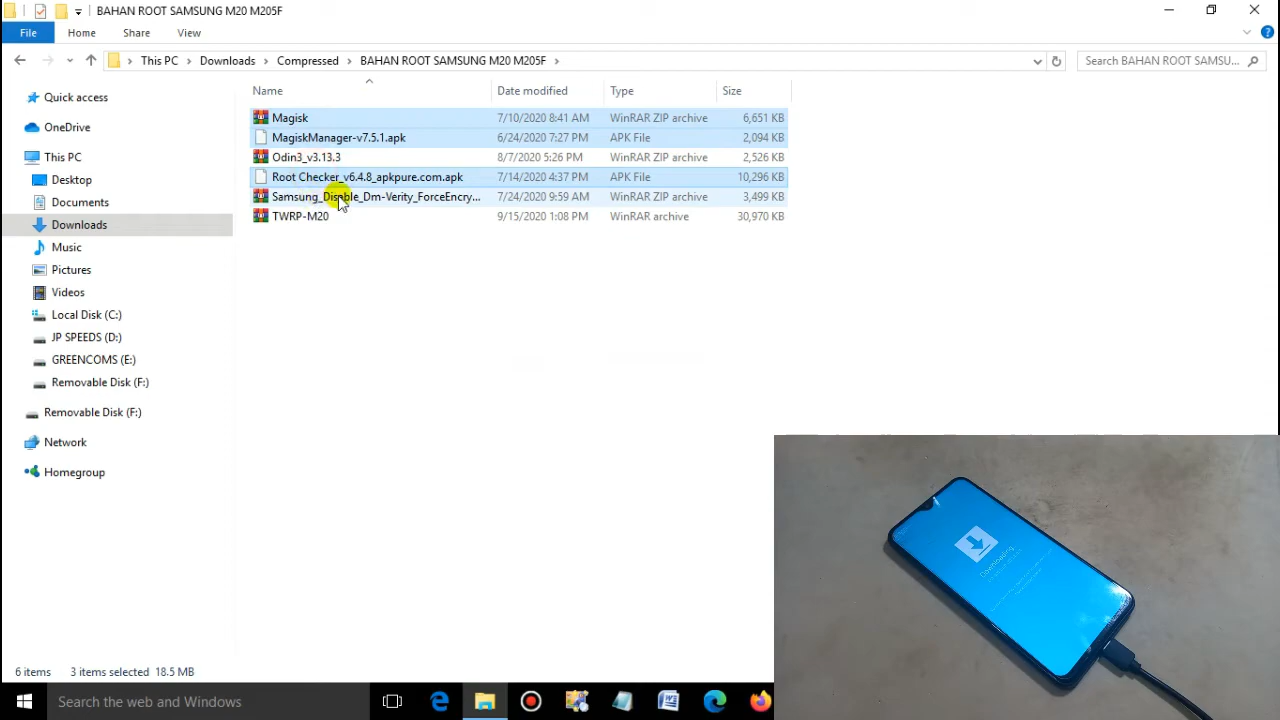 BAHAN ROOT SAMSUNG M20 M205F
File Home Share View
This PC Downloads Compressed BAHAN ROOT SAMSUNG M20 M205F
Search BAHAN ROOT SAMSU...
Name Date modified Type Size
Magisk 7/10/2020 8:41 AM WinRAR ZIP archive 6,651 KB
MagiskManager-v7.5.1.apk 6/24/2020 7:27 PM APK File 2,094 KB
Odin3_v3.13.3 8/7/2020 5:26 PM WinRAR ZIP archive 2,526 KB
Root Checker_v6.4.8_apkpure.com.apk 7/14/2020 4:37 PM APK File 10,296 KB
Samsung_Disable_Dm-Verity_ForceEncry... 7/24/2020 9:59 AM WinRAR ZIP archive 3,499 KB
TWRP-M20 9/15/2020 1:08 PM WinRAR archive 30,970 KB
Quick access
OneDrive
This PC
Desktop
Documents
Downloads
Music
Pictures
Videos
Local Disk (C:)
JP SPEEDS (D:)
GREENCOMS (E:)
Removable Disk (F:)
Removable Disk (F:)
Network
Homegroup
Downloading...
6 items 3 items selected 18.5 MB
Search the web and Windows